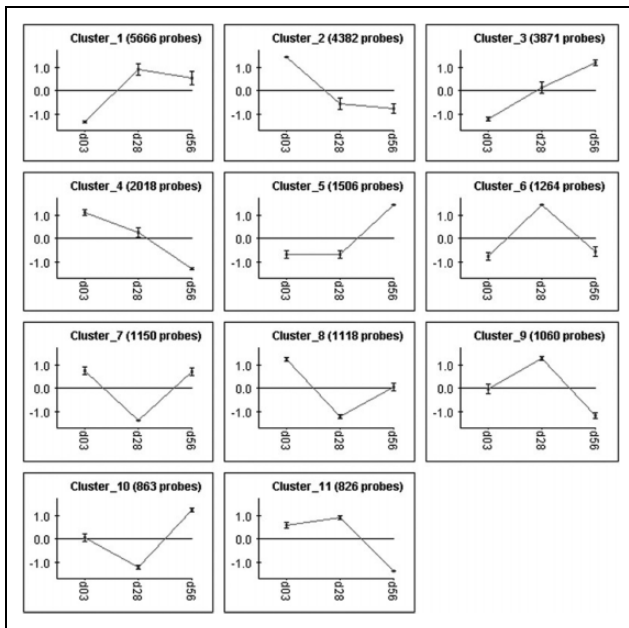 Cluster_1 (5666 probes)
1.0
0.0
-1.0
d03
d28
d56
Cluster_2 (4382 probes)
1.0
0.0
-1.0
d03
d28
d56
Cluster_3 (3871 probes)
1.0
0.0
-1.0
d03
d28
d56
Cluster_4 (2018 probes)
1.0
0.0
-1.0
d03
d28
d56
Cluster_5 (1506 probes)
1.0
0.0
-1.0
d03
d28
d56
Cluster_6 (1264 probes)
1.0
0.0
-1.0
d03
d28
d56
Cluster_7 (1150 probes)
1.0
0.0
-1.0
d03
d28
d56
Cluster_8 (1118 probes)
1.0
0.0
-1.0
d03
d28
d56
Cluster_9 (1060 probes)
1.0
0.0
-1.0
d03
d28
d56
Cluster_10 (863 probes)
1.0
0.0
-1.0
d03
d28
d56
Cluster_11 (826 probes)
1.0
0.0
-1.0
d03
d28
d56